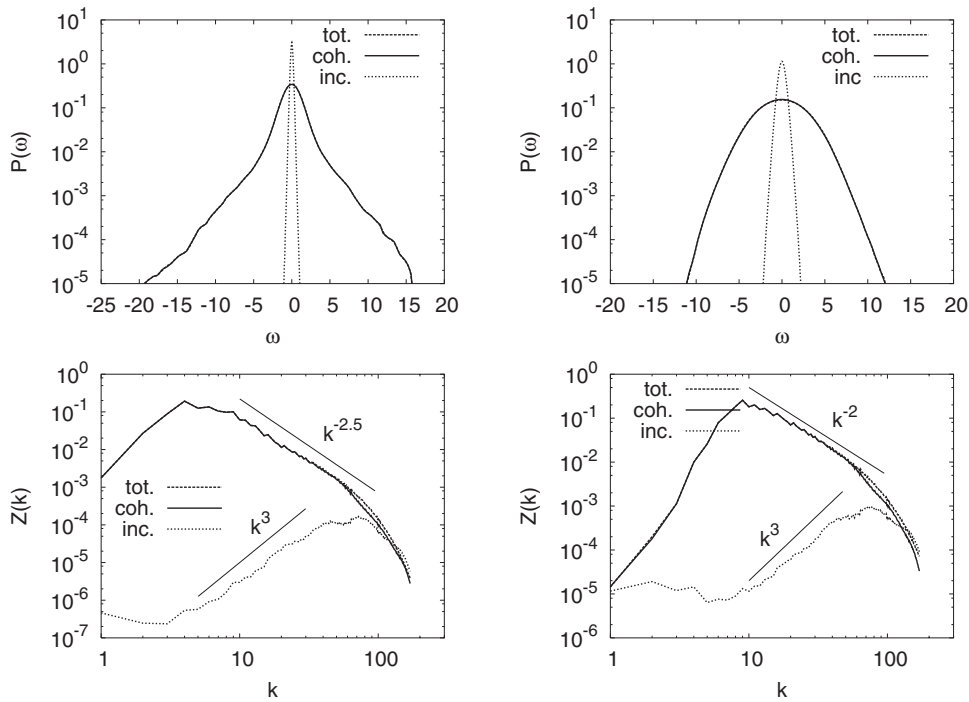 tot.
coh.
inc.
P(ω)
10^1
10^0
10^-1
10^-2
10^-3
10^-4
10^-5
-25 -20 -15 -10 -5 0 5 10 15 20
ω
tot.
coh.
inc
P(ω)
10^1
10^0
10^-1
10^-2
10^-3
10^-4
10^-5
-20 -15 -10 -5 0 5 10 15 20
ω
tot.
coh.
inc.
k^-2.5
k^3
Z(k)
10^0
10^-1
10^-2
10^-3
10^-4
10^-5
10^-6
10^-7
1 10 100
k
tot.
coh.
inc.
k^-2
k^3
Z(k)
10^0
10^-1
10^-2
10^-3
10^-4
10^-5
10^-6
1 10 100
k